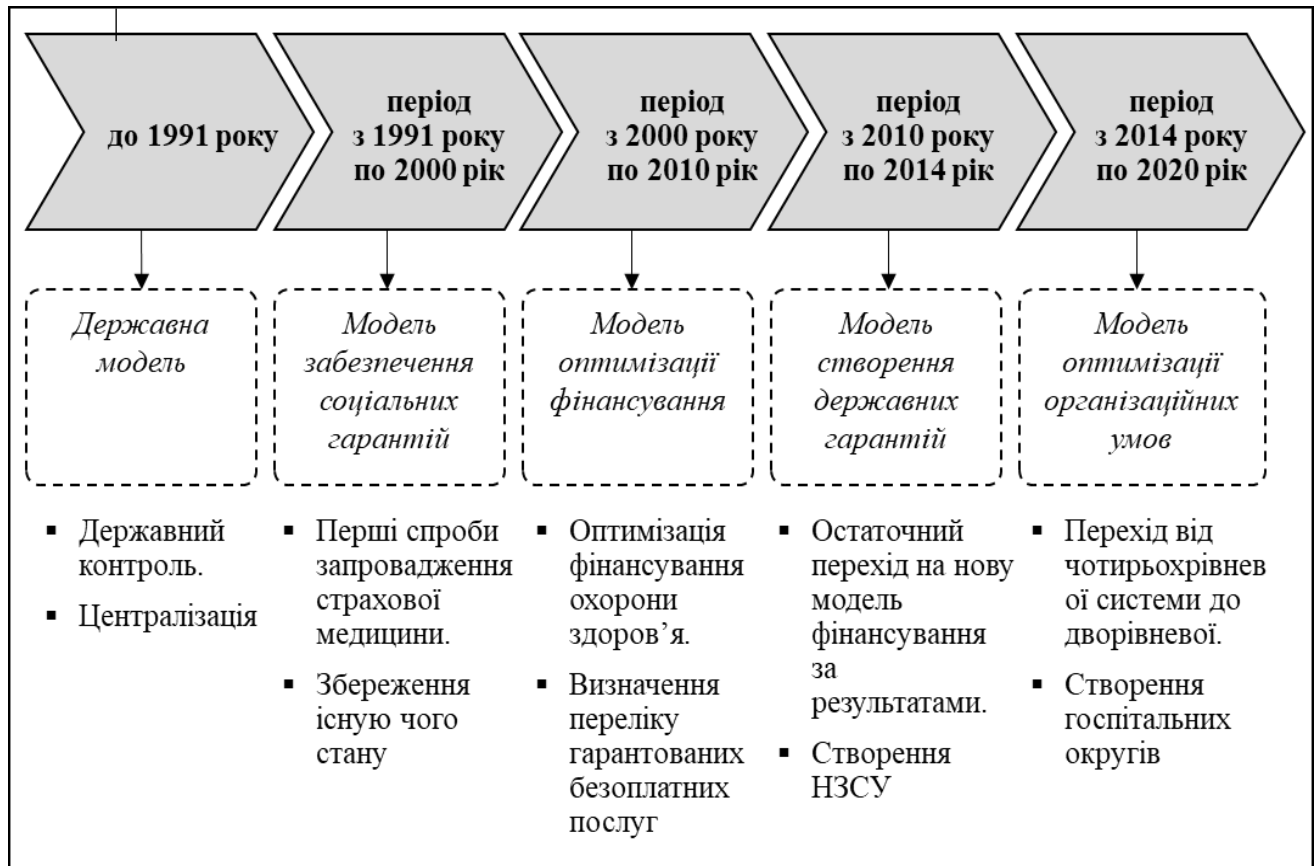 до 1991 року
період
з 1991 року
по 2000 рік
період
з 2000 року
по 2010 рік
період
з 2010 року
по 2014 рік
період
з 2014 року
по 2020 рік
Державна
модель
Модель
забезпечення
соціальних
гарантій
Модель
оптимізації
фінансування
Модель
створення
державних
гарантій
Модель
оптимізації
організаційних
умов
▪ Державний
контроль.
▪ Централізація
▪ Перші спроби
запровадження
страхової
медицини.
▪ Збереження
існую чого
стану
▪ Оптимізація
фінансування
охорони
здоров’я.
▪ Визначення
переліку
гарантованих
безоплатних
послуг
▪ Остаточний
перехід на нову
модель
фінансування
за
результатами.
▪ Створення
НЗСУ
▪ Перехід від
чотирьохрівнев
ої системи до
дворівневої.
▪ Створення
госпітальних
округів